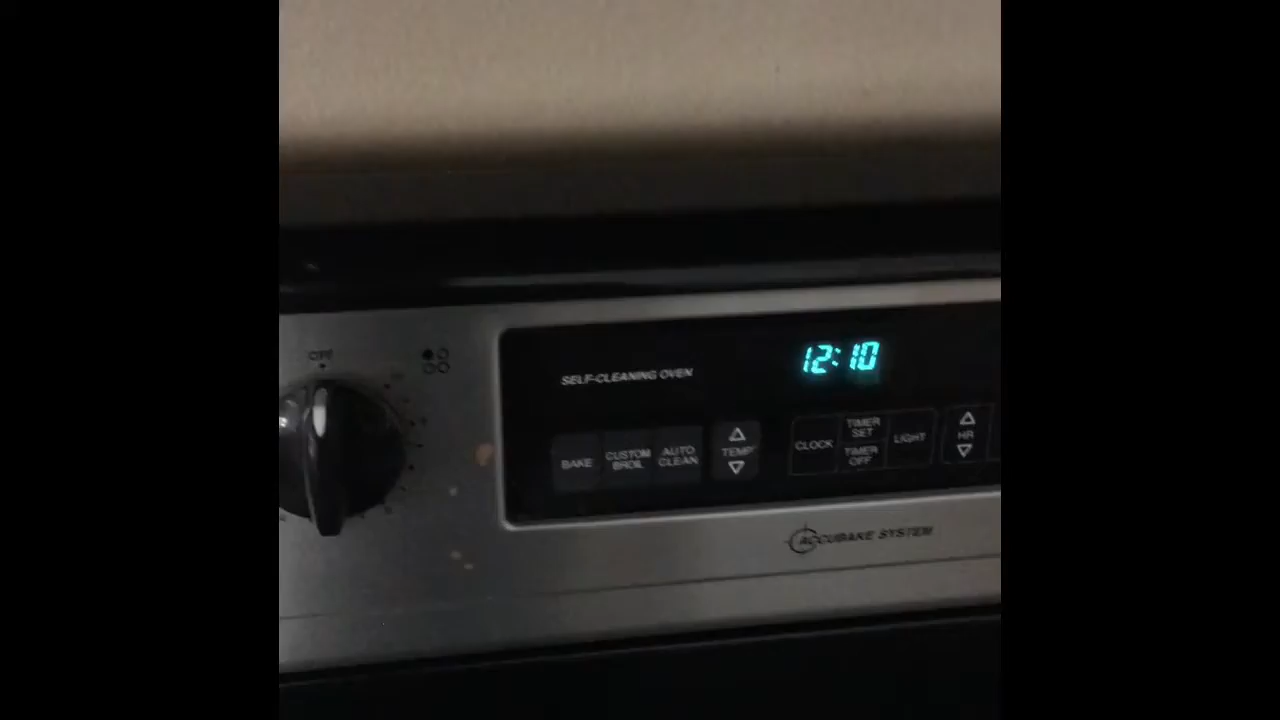 OFF
12:10
SELF-CLEANING OVEN
BAKE
CUSTOM
BROIL
AUTO
CLEAN
TEMP
CLOCK
TIMER
SET
TIMER
OFF
LIGHT
HR
ACCUBAKE SYSTEM